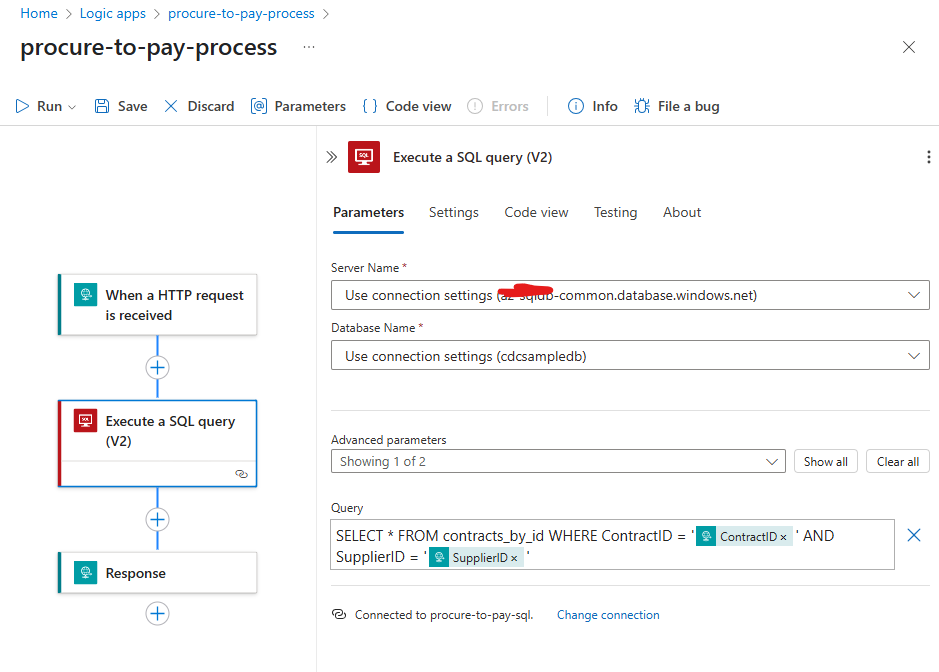 Home > Logic apps > procure-to-pay-process >
procure-to-pay-process ...
Run Save Discard Parameters Code view Errors Info File a bug
When a HTTP request
is received
Execute a SQL query
(V2)
Response
SQL Execute a SQL query (V2)
Parameters Settings Code view Testing About
Server Name *
Use connection settings (-common.database.windows.net)
Database Name *
Use connection settings (cdcsampledb)
Advanced parameters
Showing 1 of 2 Show all Clear all
Query
SELECT * FROM contracts_by_id WHERE ContractID = ' ContractID × ' AND
SupplierID = ' SupplierID × '
Connected to procure-to-pay-sql. Change connection